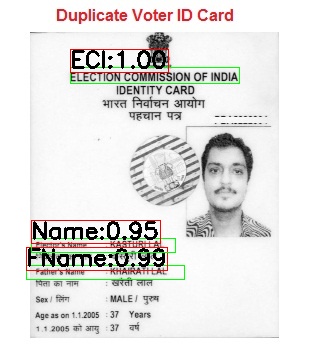 Duplicate Voter ID Card
ECI:1.00
ELECTION COMMISSION OF INDIA
IDENTITY CARD
भारत निर्वाचन आयोग
पहचान पत्र
Name:0.95
Elector's Name : KASTURI LAL
FName:0.99
Father's Name : KHAIRATI LAL
पिता का नाम : खरैती लाल
Sex / लिंग : MALE / पुरुष
Age as on 1.1.2005 : 37 Years
1.1.2005 को आयु : 37 वर्ष